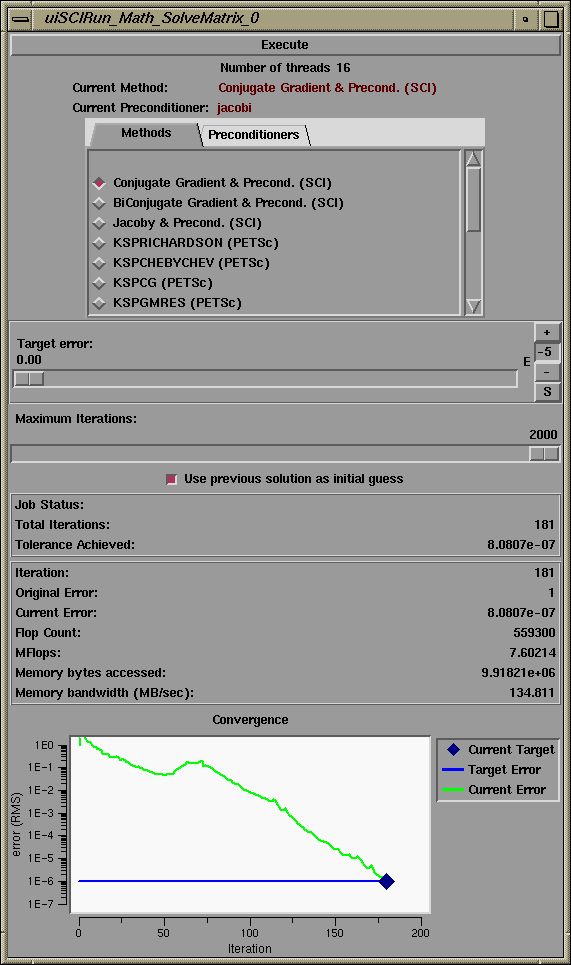 uiSCIRun_Math_SolveMatrix_0
Execute
Number of threads 16
Current Method: Conjugate Gradient & Precond. (SCI)
Current Preconditioner: jacobi
Methods Preconditioners
Conjugate Gradient & Precond. (SCI)
BiConjugate Gradient & Precond. (SCI)
Jacoby & Precond. (SCI)
KSPRICHARDSON (PETSc)
KSPCHEBYCHEV (PETSc)
KSPCG (PETSc)
KSPGMRES (PETSc)
Target error:
0.00
+
E -5
-
S
Maximum Iterations:
2000
Use previous solution as initial guess
Job Status:
Total Iterations: 181
Tolerance Achieved: 8.0807e-07
Iteration: 181
Original Error: 1
Current Error: 8.0807e-07
Flop Count: 559300
MFlops: 7.60214
Memory bytes accessed: 9.91821e+06
Memory bandwidth (MB/sec): 134.811
Convergence
error (RMS)
1E0
1E-1
1E-2
1E-3
1E-4
1E-5
1E-6
1E-7
0 50 100 150 200
Iteration
Current Target
Target Error
Current Error